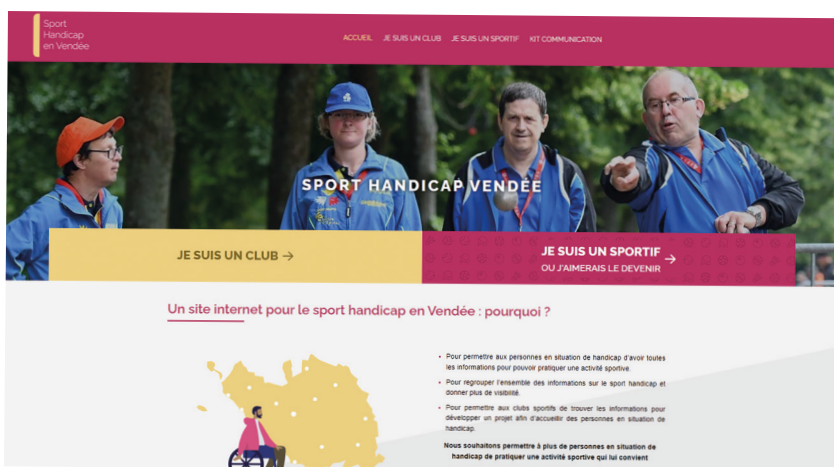 Sport
Handicap
en Vendée
ACCUEIL JE SUIS UN CLUB JE SUIS UN SPORTIF KIT COMMUNICATION
SPORT HANDICAP VENDÉE
JE SUIS UN CLUB →
JE SUIS UN SPORTIF →
OU J'AIMERAIS LE DEVENIR
Un site internet pour le sport handicap en Vendée : pourquoi ?
• Pour permettre aux personnes en situation de handicap d'avoir toutes
les informations pour pouvoir pratiquer une activité sportive.
• Pour regrouper l'ensemble des informations sur le sport handicap et
donner plus de visibilité.
• Pour permettre aux clubs sportifs de trouver les informations pour
développer un projet afin d'accueillir des personnes en situation de
handicap.
Nous souhaitons permettre à plus de personnes en situation de
handicap de pratiquer une activité sportive qui lui convient